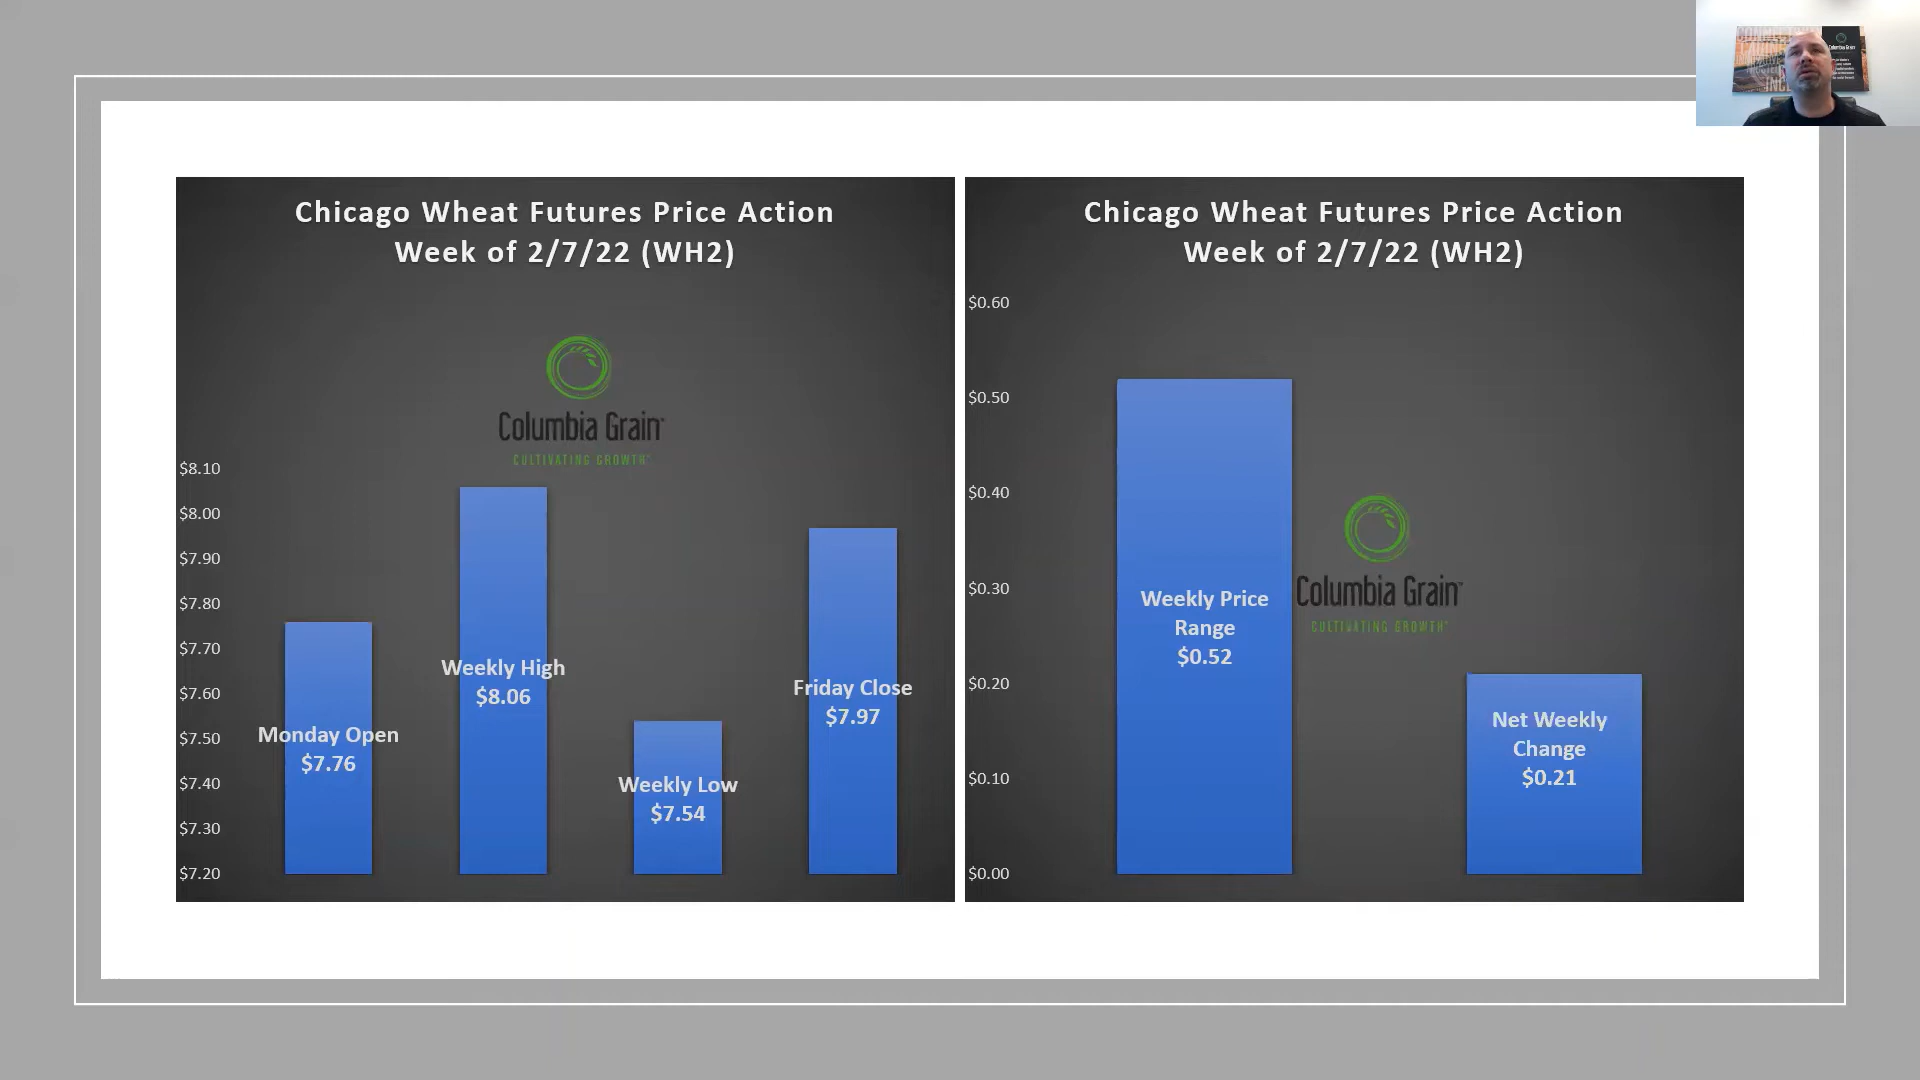 Chicago Wheat Futures Price Action
Week of 2/7/22 (WH2)
Columbia Grain
CULTIVATING GROWTH
$8.10
$8.00
$7.90
$7.80
$7.70
$7.60
$7.50
$7.40
$7.30
$7.20
Monday Open
$7.76
Weekly High
$8.06
Weekly Low
$7.54
Friday Close
$7.97
Chicago Wheat Futures Price Action
Week of 2/7/22 (WH2)
$0.60
$0.50
$0.40
$0.30
$0.20
$0.10
$0.00
Weekly Price
Range
$0.52
Columbia Grain
CULTIVATING GROWTH
Net Weekly
Change
$0.21
Columbia Grain